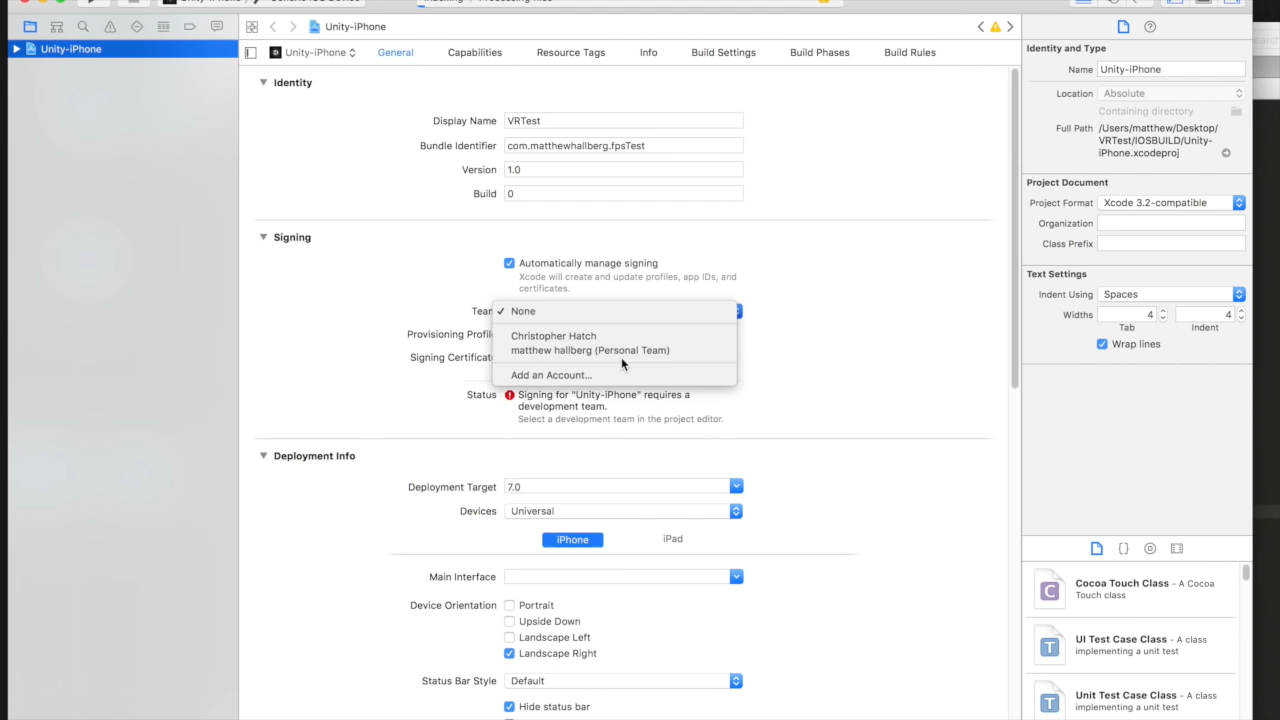 Unity-iPhone
Unity-iPhone
Unity-iPhone
General
Capabilities
Resource Tags
Info
Build Settings
Build Phases
Build Rules
Identity
Display Name
VRTest
Bundle Identifier
com.matthewhallberg.fpsTest
Version
1.0
Build
0
Signing
Automatically manage signing
Xcode will create and update profiles, app IDs, and
certificates.
Team
✓ None
Christopher Hatch
matthew hallberg (Personal Team)
Add an Account...
Provisioning Profile
Signing Certificate
Status
Signing for "Unity-iPhone" requires a
development team.
Select a development team in the project editor.
Deployment Info
Deployment Target
7.0
Devices
Universal
iPhone
iPad
Main Interface
Device Orientation
Portrait
Upside Down
Landscape Left
Landscape Right
Status Bar Style
Default
Hide status bar
Identity and Type
Name
Unity-iPhone
Location
Absolute
Containing directory
Full Path
/Users/matthew/Desktop/
VRTest/IOSBUILD/Unity-
iPhone.xcodeproj
Project Document
Project Format
Xcode 3.2-compatible
Organization
Class Prefix
Text Settings
Indent Using
Spaces
Widths
4
4
Tab
Indent
Wrap lines
{}
C
Cocoa Touch Class - A Cocoa
Touch class
T
UI Test Case Class - A class
implementing a unit test
T
Unit Test Case Class - A class
implementing a unit test